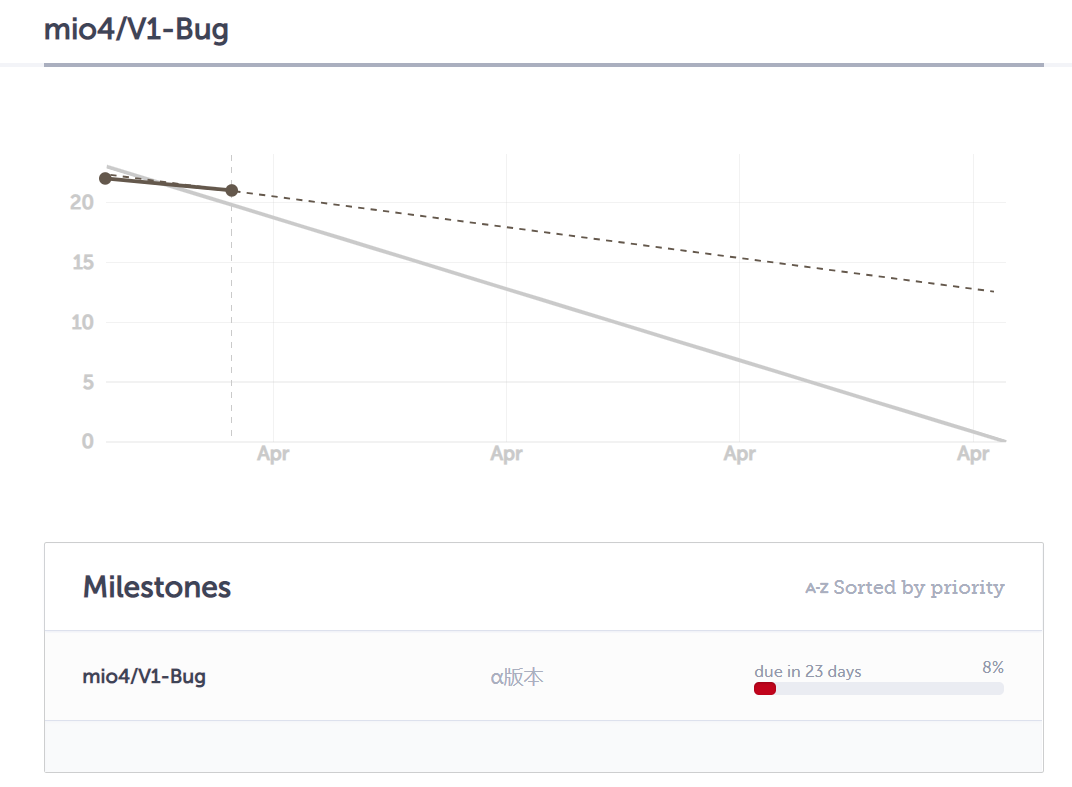 mio4/V1-Bug
20
15
10
5
0
Apr Apr Apr Apr
Milestones
A-Z Sorted by priority
mio4/V1-Bug
α版本
due in 23 days
8%